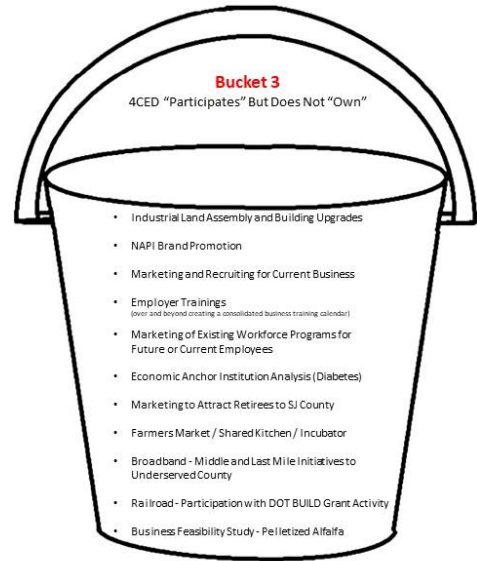 Bucket 3
4CED “Participates” But Does Not “Own”
• Industrial Land Assembly and Building Upgrades
• NAPI Brand Promotion
• Marketing and Recruiting for Current Business
• Employer Trainings
(over and beyond creating a consolidated business training calendar)
• Marketing of Existing Workforce Programs for
Future or Current Employees
• Economic Anchor Institution Analysis (Diabetes)
• Marketing to Attract Retirees to SJ County
• Farmers Market / Shared Kitchen / Incubator
• Broadband - Middle and Last Mile Initiatives to
Underserved County
• Railroad - Participation with DOT BUILD Grant Activity
• Business Feasibility Study - Pelletized Alfalfa